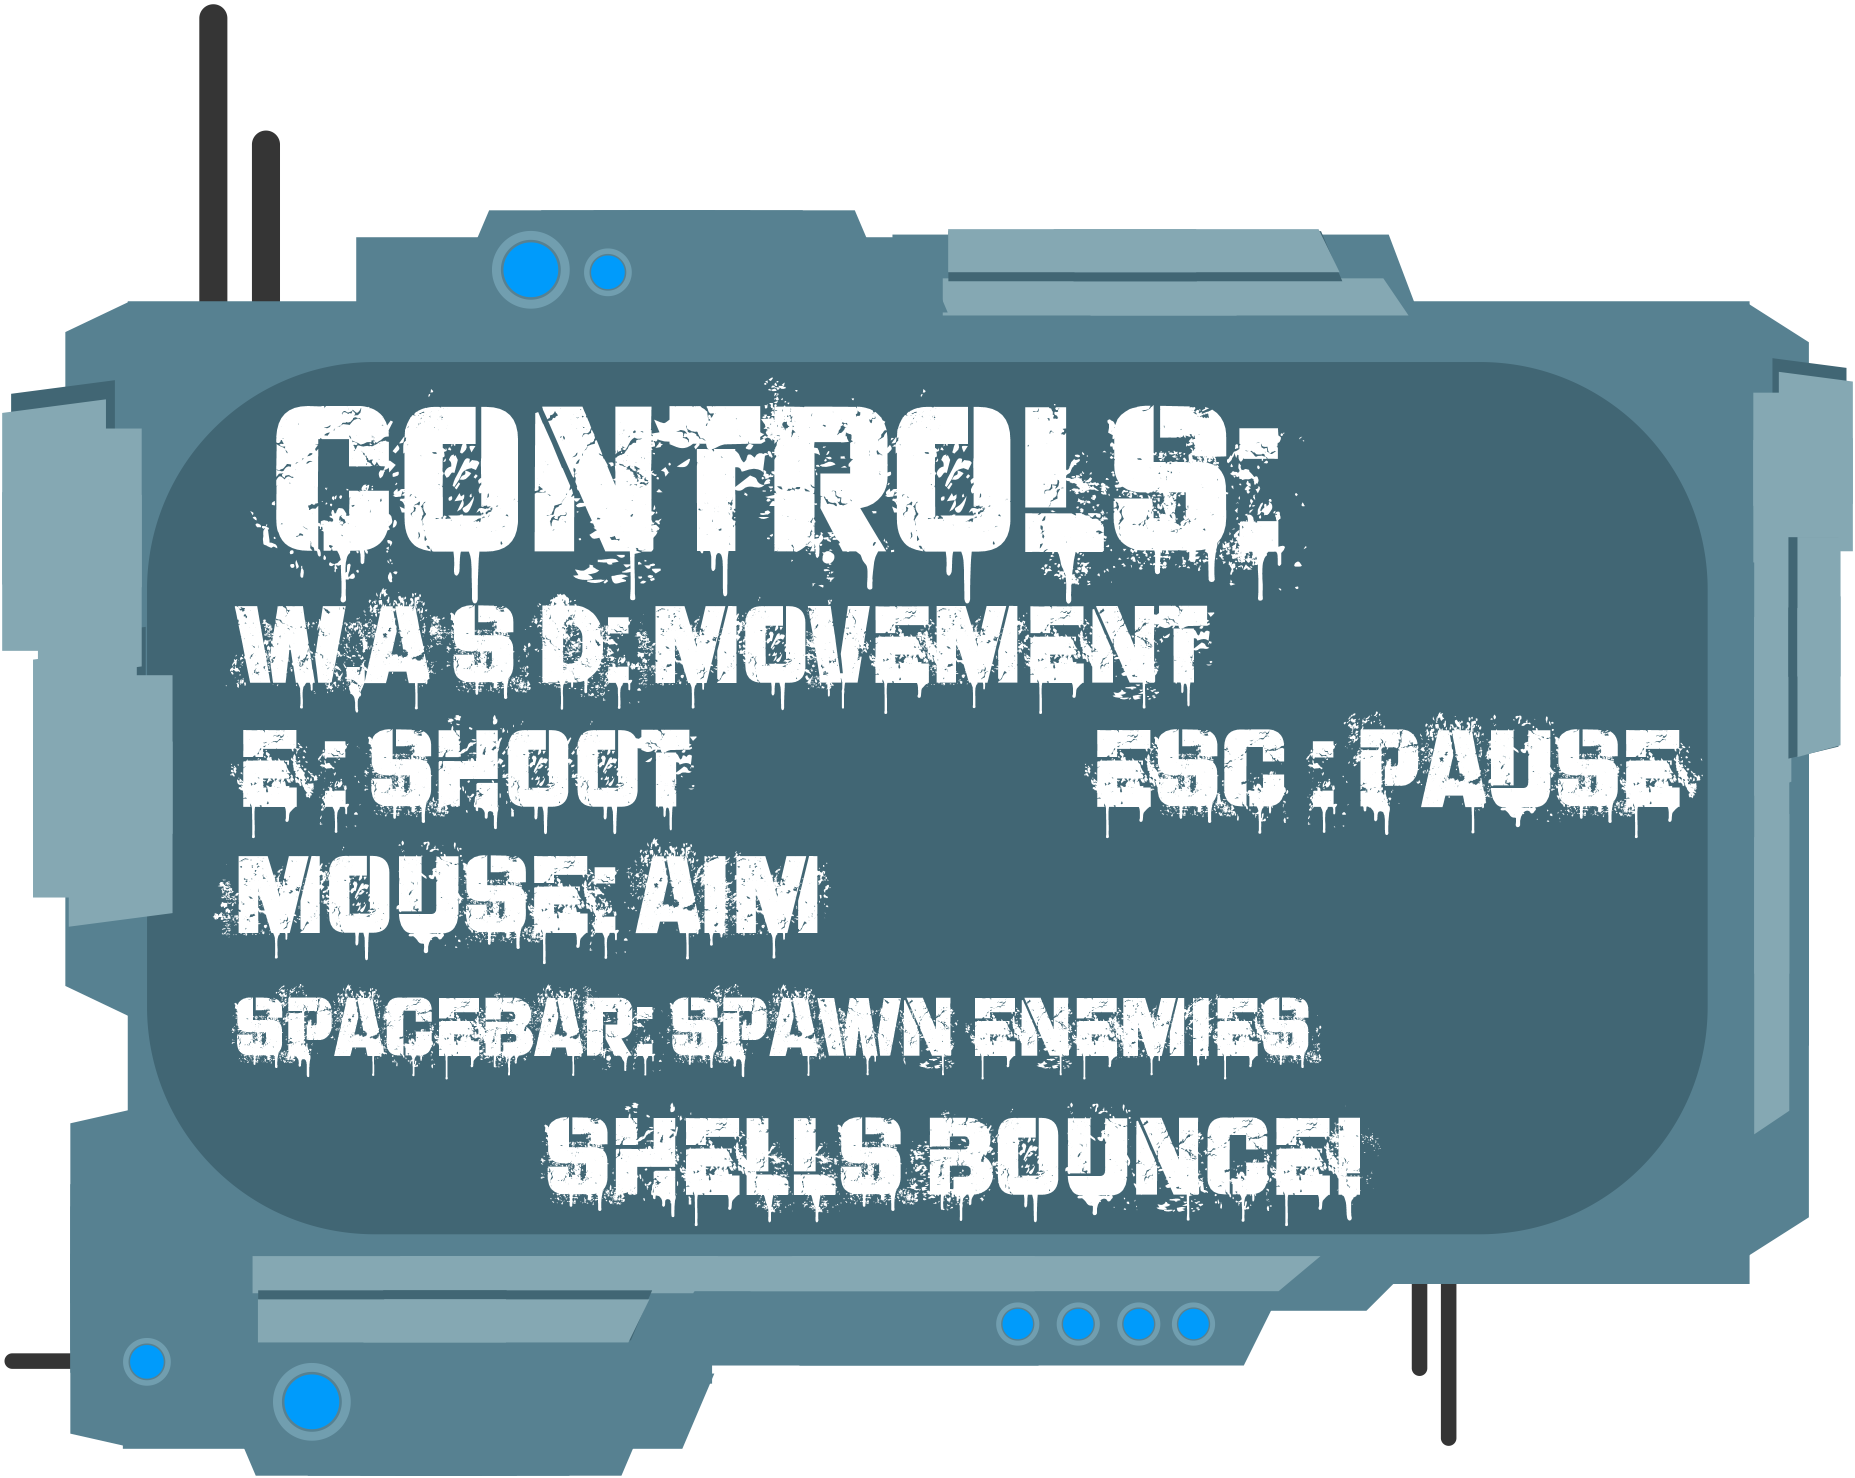 CONTROLS:
W.A S D: MOVEMENT
E : SHOOT
ESC : PAUSE
MOUSE: AIM
SPACEBAR: SPAWN ENEMIES
SHELLS BOUNCE!